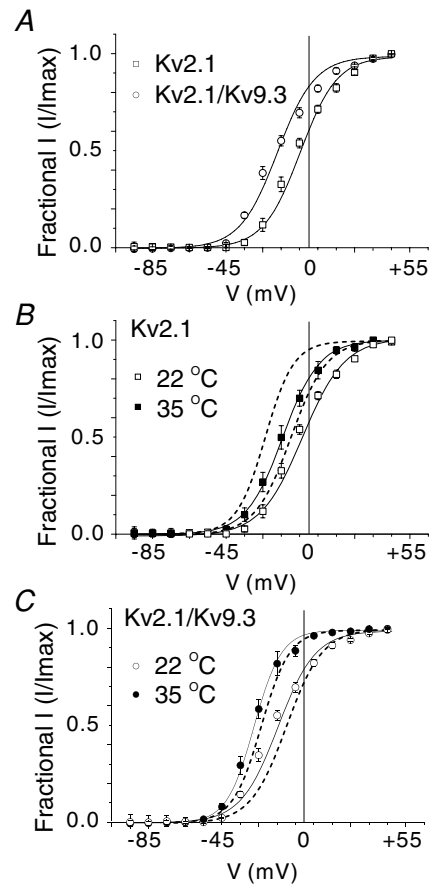 A
1.0
□ Kv2.1
○ Kv2.1/Kv9.3
0.5
0.0
Fractional I (I/Imax)
-85 -45 0 +55
V (mV)
B
Kv2.1
1.0
□ 22 °C
■ 35 °C
0.5
0.0
Fractional I (I/Imax)
-85 -45 0 +55
V (mV)
C
Kv2.1/Kv9.3
1.0
○ 22 °C
● 35 °C
0.5
0.0
Fractional I (I/Imax)
-85 -45 0 +55
V (mV)